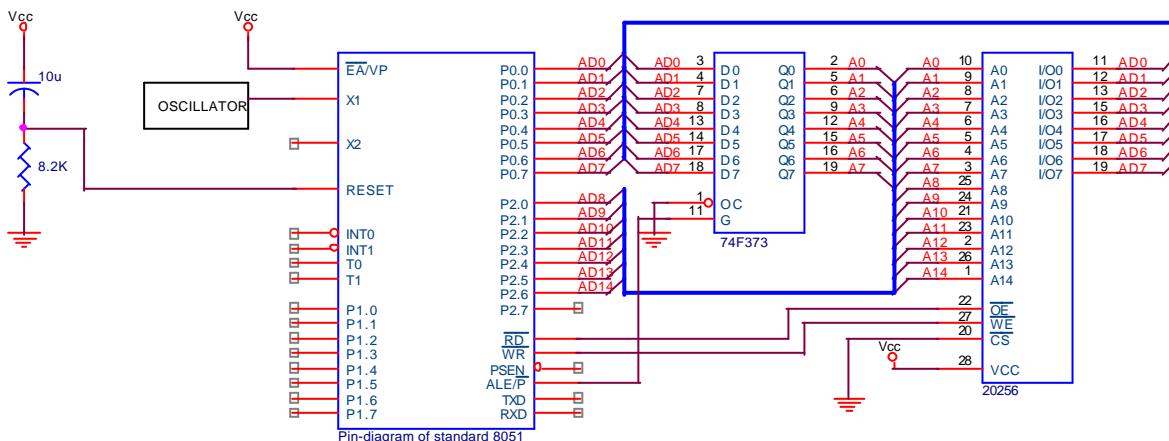 Vcc
10u
8.2K
Vcc
OSCILLATOR
EA/VP
X1
X2
RESET
INT0
INT1
T0
T1
P1.0
P1.1
P1.2
P1.3
P1.4
P1.5
P1.6
P1.7
P0.0
P0.1
P0.2
P0.3
P0.4
P0.5
P0.6
P0.7
P2.0
P2.1
P2.2
P2.3
P2.4
P2.5
P2.6
P2.7
RD
WR
PSEN
ALE/P
TXD
RXD
Pin-diagram of standard 8051
AD0
AD1
AD2
AD3
AD4
AD5
AD6
AD7
AD8
AD9
AD10
AD11
AD12
AD13
AD14
AD0 3 D0
AD1 4 D1
AD2 7 D2
AD3 8 D3
AD4 13 D4
AD5 14 D5
AD6 17 D6
AD7 18 D7
1 OC
11 G
Q0 2 A0
Q1 5 A1
Q2 6 A2
Q3 9 A3
Q4 12 A4
Q5 15 A5
Q6 16 A6
Q7 19 A7
74F373
A0 10 A0
A1 9 A1
A2 8 A2
A3 7 A3
A4 6 A4
A5 5 A5
A6 4 A6
A7 3 A7
A8 25 A8
A9 24 A9
A10 21 A10
A11 23 A11
A12 2 A12
A13 26 A13
A14 1 A14
22 OE
27 WE
20 CS
Vcc
28 VCC
I/O0 11 AD0
I/O1 12 AD1
I/O2 13 AD2
I/O3 15 AD3
I/O4 16 AD4
I/O5 17 AD5
I/O6 18 AD6
I/O7 19 AD7
20256